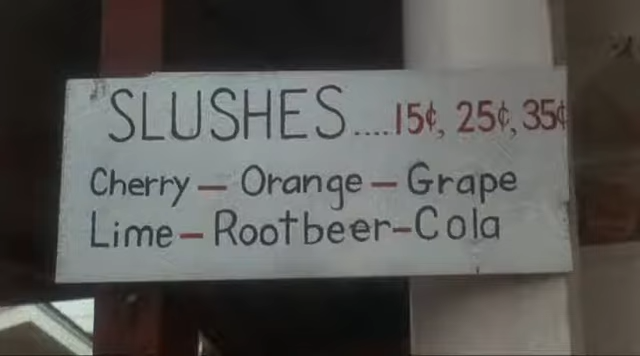 SLUSHES....15¢, 25¢, 35¢
Cherry - Orange - Grape
Lime - Rootbeer - Cola